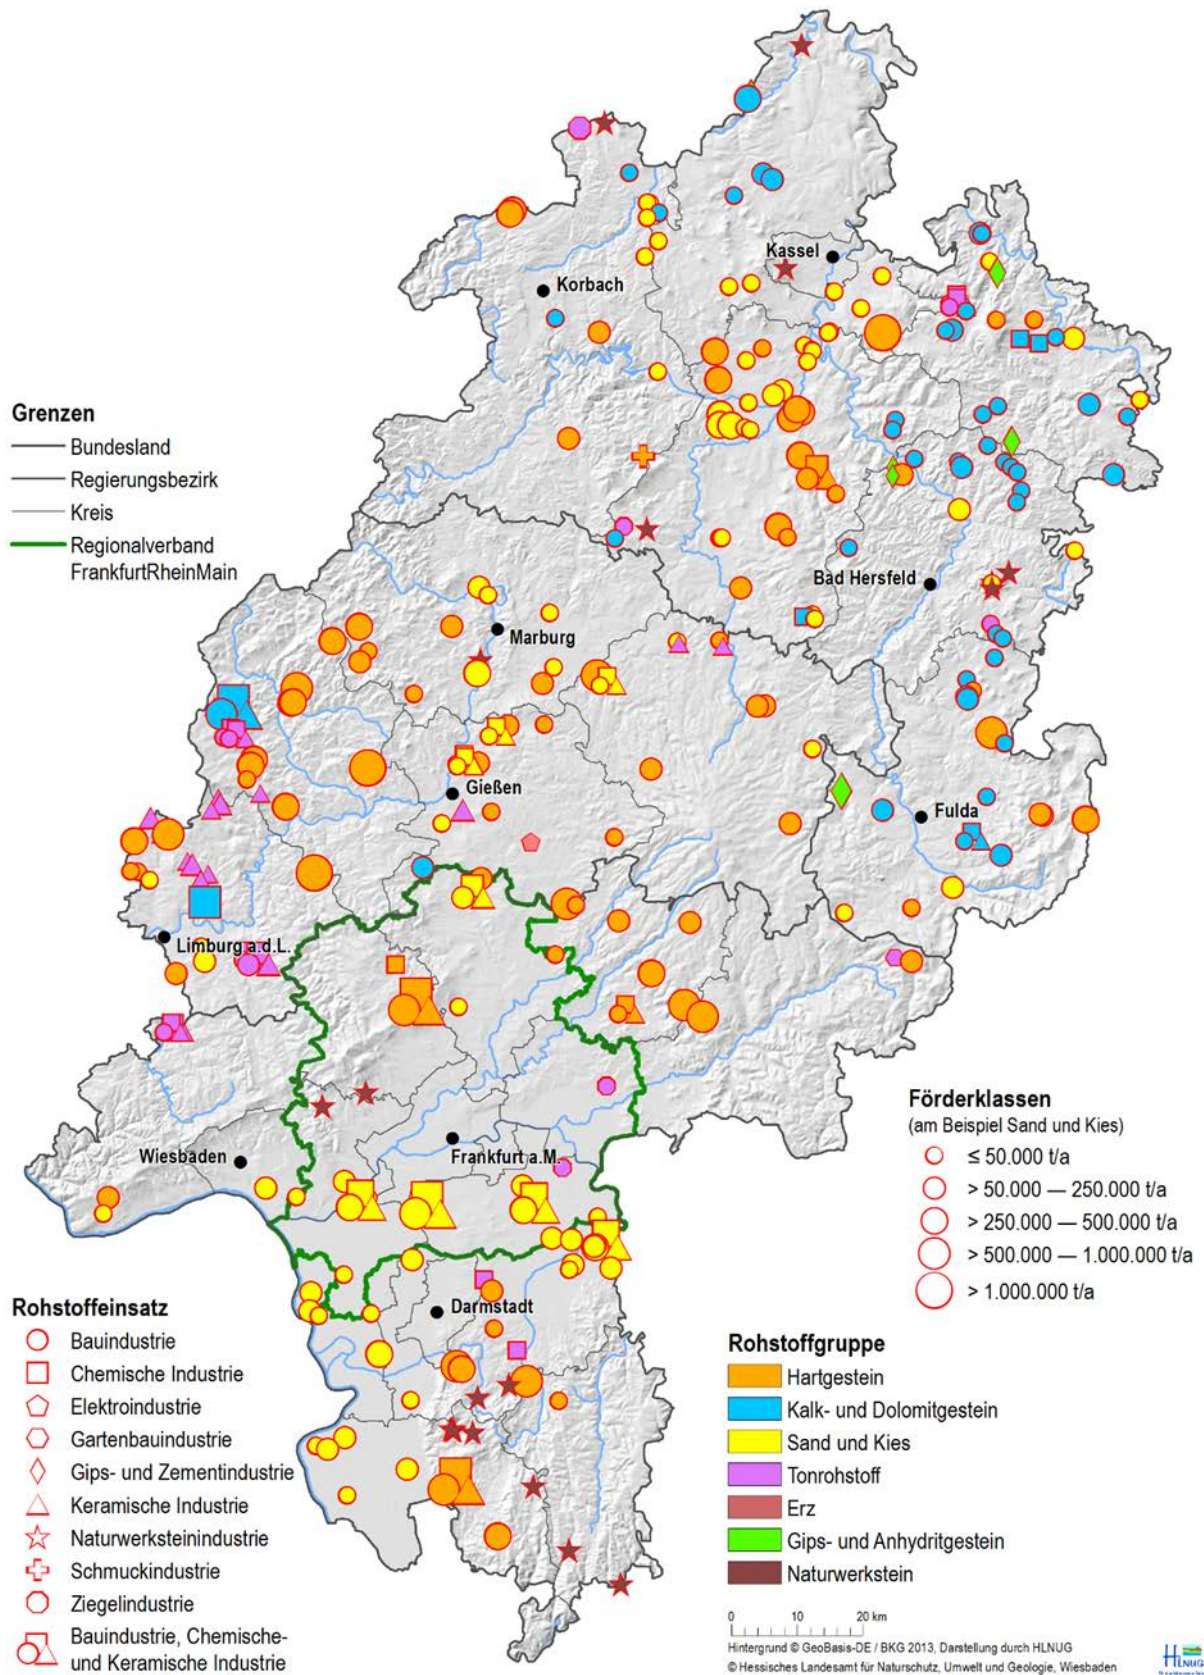 Kassel
Korbach
Grenzen
Bundesland
Regierungsbezirk
Kreis
Regionalverband
FrankfurtRheinMain
Bad Hersfeld
Marburg
Gießen
Fulda
Limburg a.d.L.
Wiesbaden
Frankfurt a.M.
Darmstadt
Förderklassen
(am Beispiel Sand und Kies)
≤ 50.000 t/a
> 50.000 — 250.000 t/a
> 250.000 — 500.000 t/a
> 500.000 — 1.000.000 t/a
> 1.000.000 t/a
Rohstoffeinsatz
Bauindustrie
Chemische Industrie
Elektroindustrie
Gartenbauindustrie
Gips- und Zementindustrie
Keramische Industrie
Naturwerksteinindustrie
Schmuckindustrie
Ziegelindustrie
Bauindustrie, Chemische-
und Keramische Industrie
Rohstoffgruppe
Hartgestein
Kalk- und Dolomitgestein
Sand und Kies
Tonrohstoff
Erz
Gips- und Anhydritgestein
Naturwerkstein
0 10 20 km
Hintergrund © GeoBasis-DE / BKG 2013, Darstellung durch HLNUG
© Hessisches Landesamt für Naturschutz, Umwelt und Geologie, Wiesbaden
HLNUG